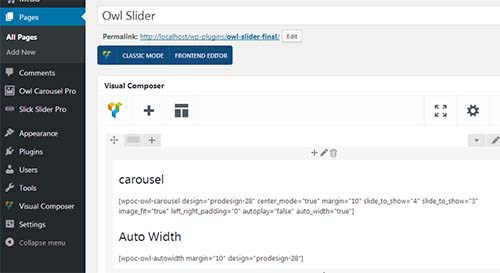 Media
Pages
All Pages
Add New
Comments
Owl Carousel Pro
Slick Slider Pro
Appearance
Plugins
Users
Tools
Visual Composer
Settings
Collapse menu
Owl Slider
Permalink: http://localhost/wp-plugins/owl-slider-final/ Edit
CLASSIC MODE FRONTEND EDITOR
Visual Composer
carousel
[wpoc-owl-carousel design="prodesign-28" center_mode="true" margin="10" slide_to_show="4" slide_to_show="3"
image_fit="true" left_right_padding="0" autoplay="false" auto_width="true"]
Auto Width
[wpoc-owl-autowidth margin="10" design="prodesign-28"]